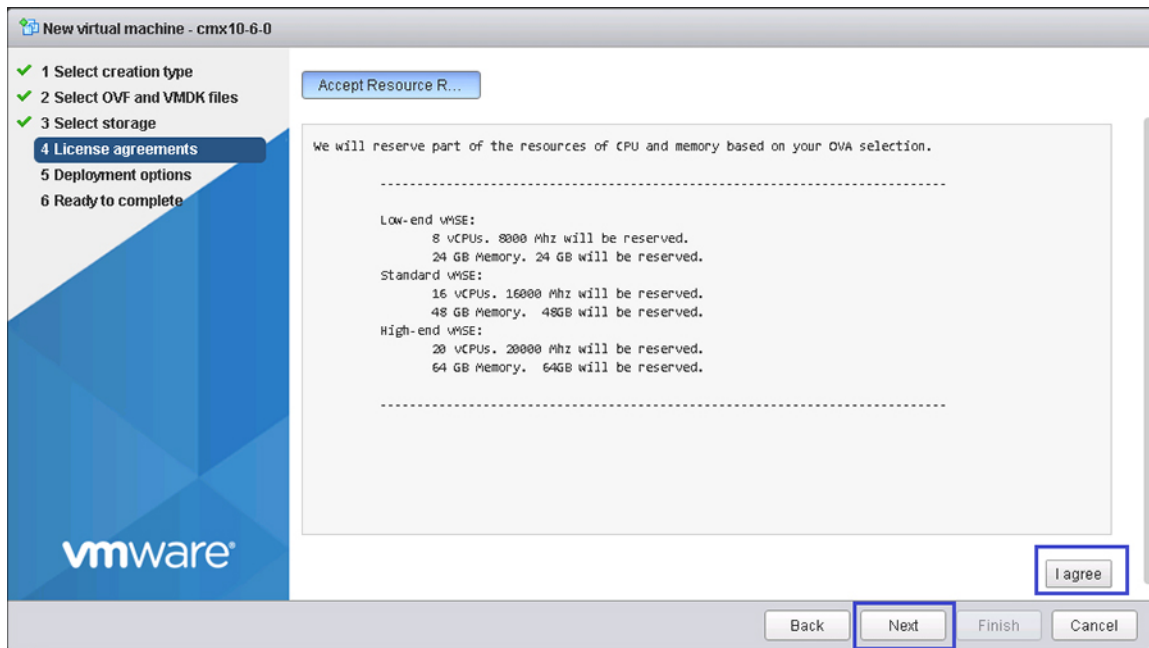 New virtual machine - cmx10-6-0
1 Select creation type
2 Select OVF and VMDK files
3 Select storage
4 License agreements
5 Deployment options
6 Ready to complete
Accept Resource R...
We will reserve part of the resources of CPU and memory based on your OVA selection.
--------------------------------------------------------------------------
Low-end vMSE:
8 vCPUs. 8000 Mhz will be reserved.
24 GB Memory. 24 GB will be reserved.
Standard vMSE:
16 vCPUs. 16000 Mhz will be reserved.
48 GB Memory.  48GB will be reserved.
High-end vMSE:
20 vCPUs. 20000 Mhz will be reserved.
64 GB Memory.  64GB will be reserved.
--------------------------------------------------------------------------
vmware®
I agree
Back Next Finish Cancel